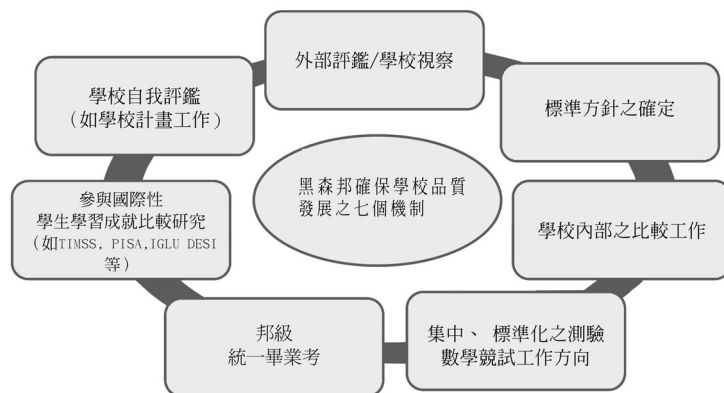 外部評鑑/學校視察
學校自我評鑑
（如學校計畫工作）
標準方針之確定
黑森邦確保學校品質
發展之七個機制
參與國際性
學生學習成就比較研究
（如TIMSS, PISA,IGLU DESI
等）
學校內部之比較工作
邦級
統一畢業考
集中、 標準化之測驗
數學競試工作方向